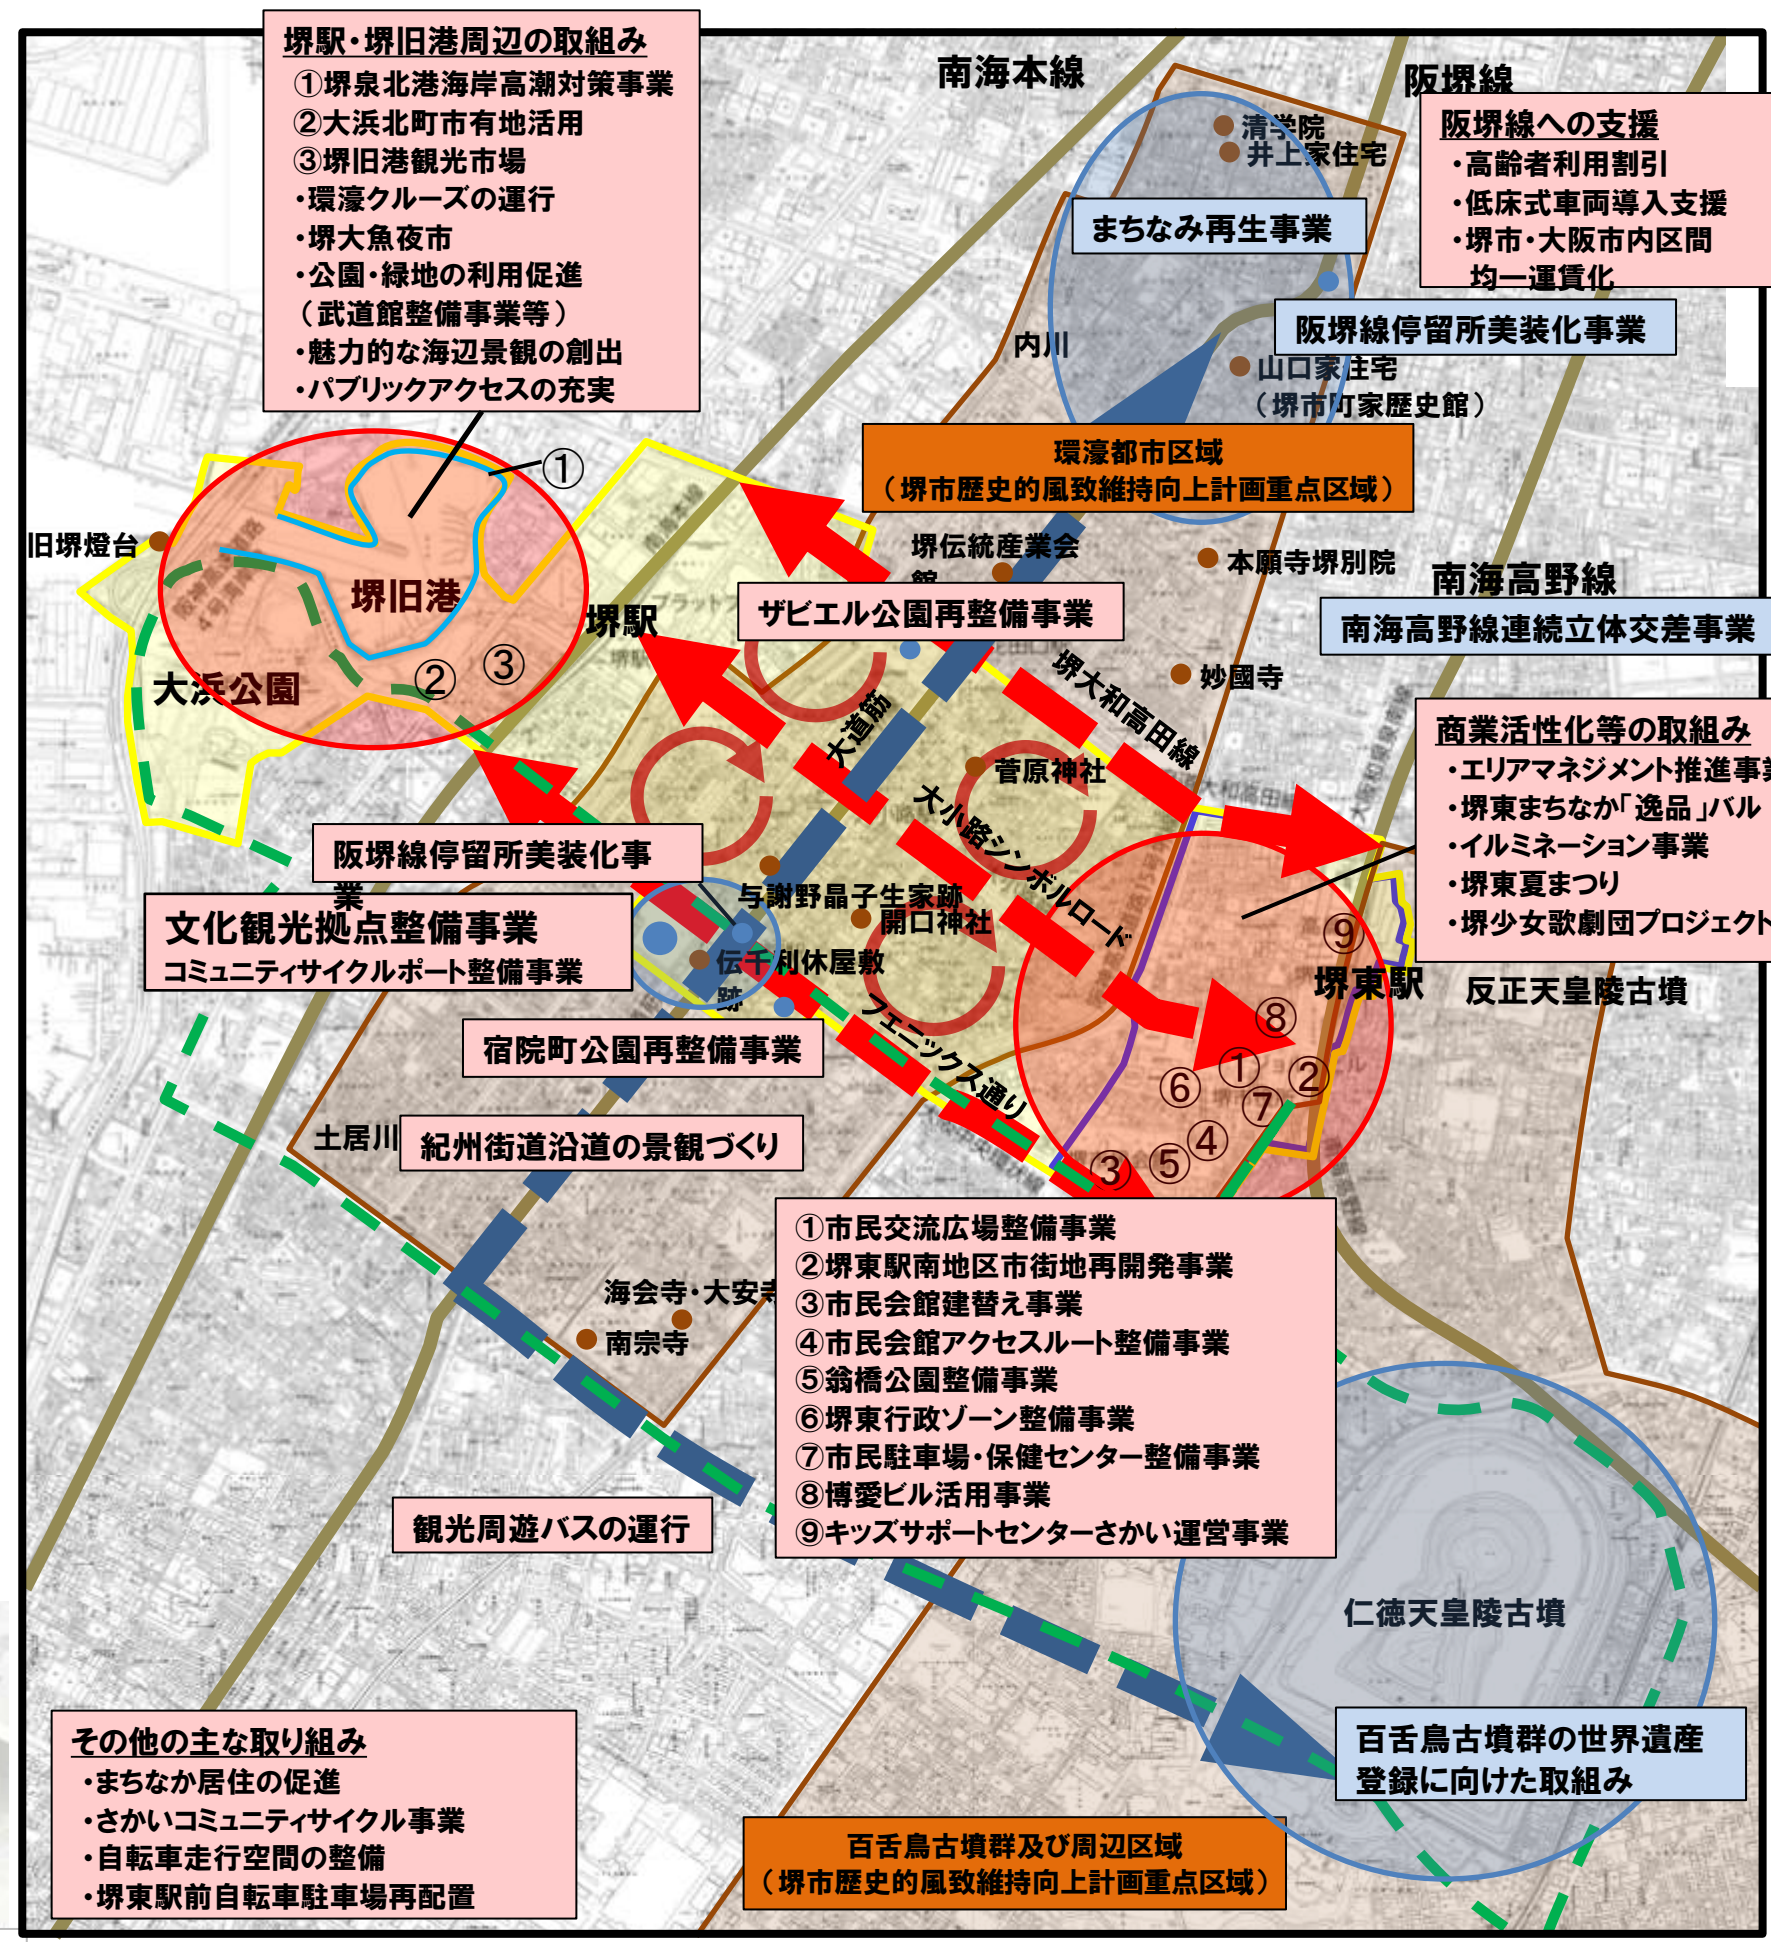 堺駅・堺旧港周辺の取組み
①堺泉北港海岸高潮対策事業
②大浜北町市有地活用
③堺旧港観光市場
・環濠クルーズの運行
・堺大魚夜市
・公園・緑地の利用促進
（武道館整備事業等）
・魅力的な海辺景観の創出
・パブリックアクセスの充実
南海本線
阪堺線
阪堺線への支援
・高齢者利用割引
・低床式車両導入支援
・堺市・大阪市内区間
均一運賃化
清学院
井上家住宅
まちなみ再生事業
阪堺線停留所美装化事業
内川
山口家住宅
（堺市町家歴史館）
環濠都市区域
（堺市歴史的風致維持向上計画重点区域）
①
旧堺燈台
堺旧港
②
③
大浜公園
堺駅
堺伝統産業会
館
本願寺堺別院
南海高野線
南海高野線連続立体交差事業
ザビエル公園再整備事業
妙國寺
堺大和高田線
大道筋
菅原神社
大小路シンボルロード
商業活性化等の取組み
・エリアマネジメント推進事業
・堺東まちなか「逸品」バル
・イルミネーション事業
・堺東夏まつり
・堺少女歌劇団プロジェクト
阪堺線停留所美装化事
業
与謝野晶子生家跡
開口神社
文化観光拠点整備事業
コミュニティサイクルポート整備事業
伝千利休屋敷
跡
⑨
堺東駅
反正天皇陵古墳
宿院町公園再整備事業
フェニックス通り
⑧
①
②
⑥
⑦
④
⑤
③
土居川
紀州街道沿道の景観づくり
①市民交流広場整備事業
②堺東駅南地区市街地再開発事業
③市民会館建替え事業
④市民会館アクセスルート整備事業
⑤翁橋公園整備事業
⑥堺東行政ゾーン整備事業
⑦市民駐車場・保健センター整備事業
⑧博愛ビル活用事業
⑨キッズサポートセンターさかい運営事業
海会寺・大安寺
南宗寺
観光周遊バスの運行
仁徳天皇陵古墳
百舌鳥古墳群の世界遺産
登録に向けた取組み
その他の主な取り組み
・まちなか居住の促進
・さかいコミュニティサイクル事業
・自転車走行空間の整備
・堺東駅前自転車駐車場再配置
百舌鳥古墳群及び周辺区域
（堺市歴史的風致維持向上計画重点区域）